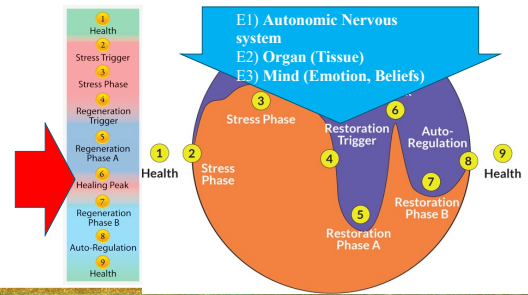 1
Health
2
Stress Trigger
3
Stress Phase
4
Regeneration
Trigger
5
Regeneration
Phase A
6
Healing Peak
7
Regeneration
Phase B
8
Auto-Regulation
9
Health
E1) Autonomic Nervous
system
E2) Organ (Tissue)
E3) Mind (Emotion, Beliefs)
1
Health
2
Stress
Phase
3
Stress Phase
4
Restoration
Trigger
5
Restoration
Phase A
6
Auto-
Regulation
7
Restoration
Phase B
8
9
Health